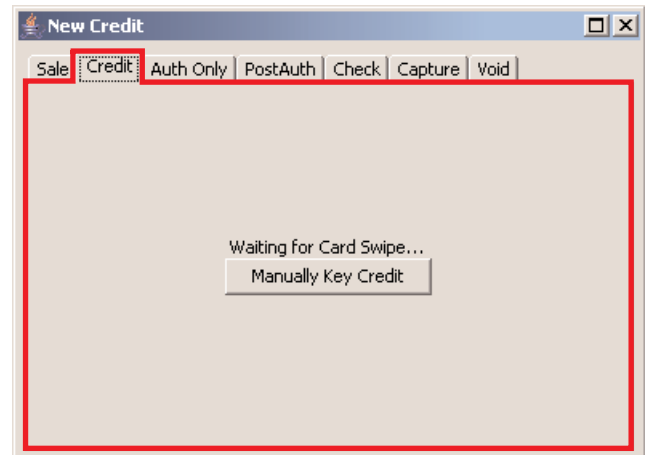 New Credit
Sale Credit Auth Only PostAuth Check Capture Void
Waiting for Card Swipe...
Manually Key Credit